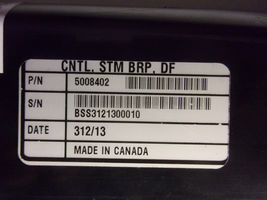 CNTL, STM BRP, DF
P/N 5008402
S/N
BSS3121300010
DATE 312/13
MADE IN CANADA